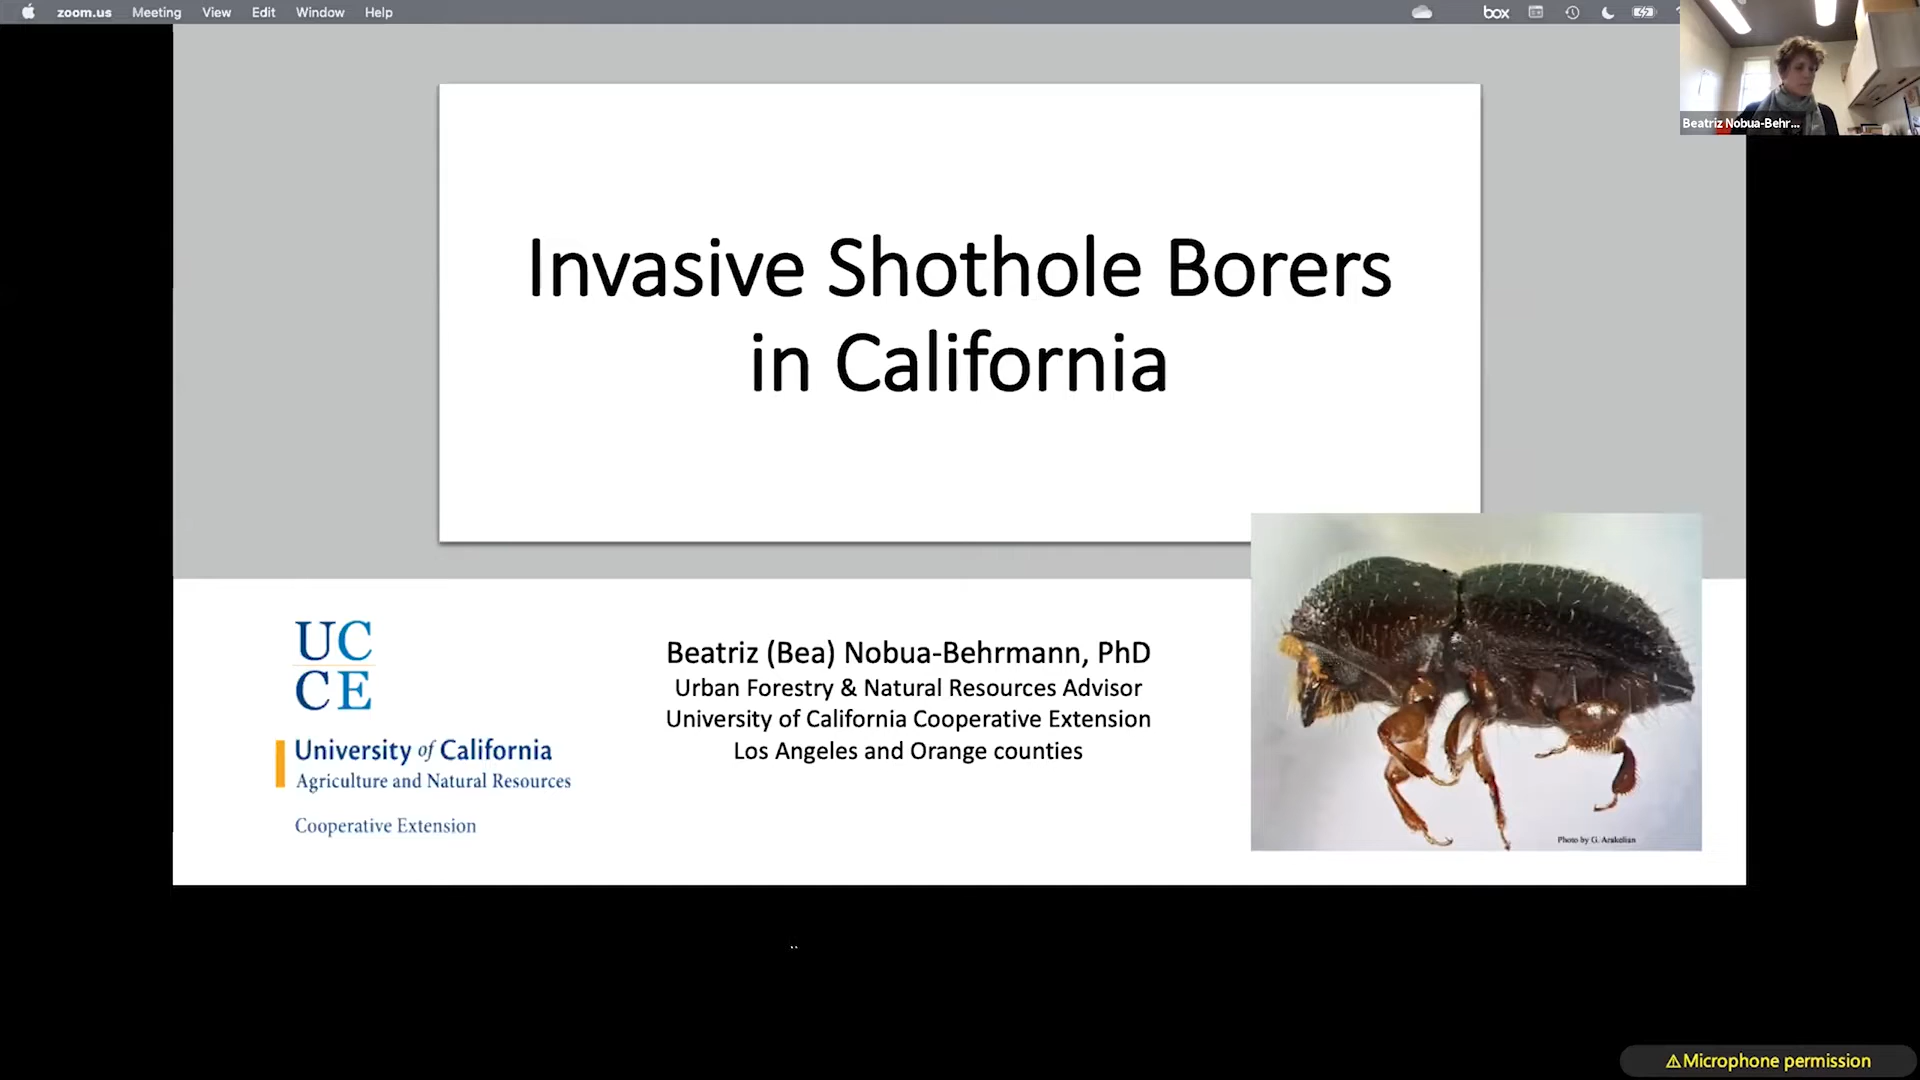 zoom.us Meeting View Edit Window Help
box
Beatriz Nobua-Behr...
Invasive Shothole Borers
in California
UC
CE
University of California
Agriculture and Natural Resources
Cooperative Extension
Beatriz (Bea) Nobua-Behrmann, PhD
Urban Forestry & Natural Resources Advisor
University of California Cooperative Extension
Los Angeles and Orange counties
Photo by G. Arakelian
⚠Microphone permission